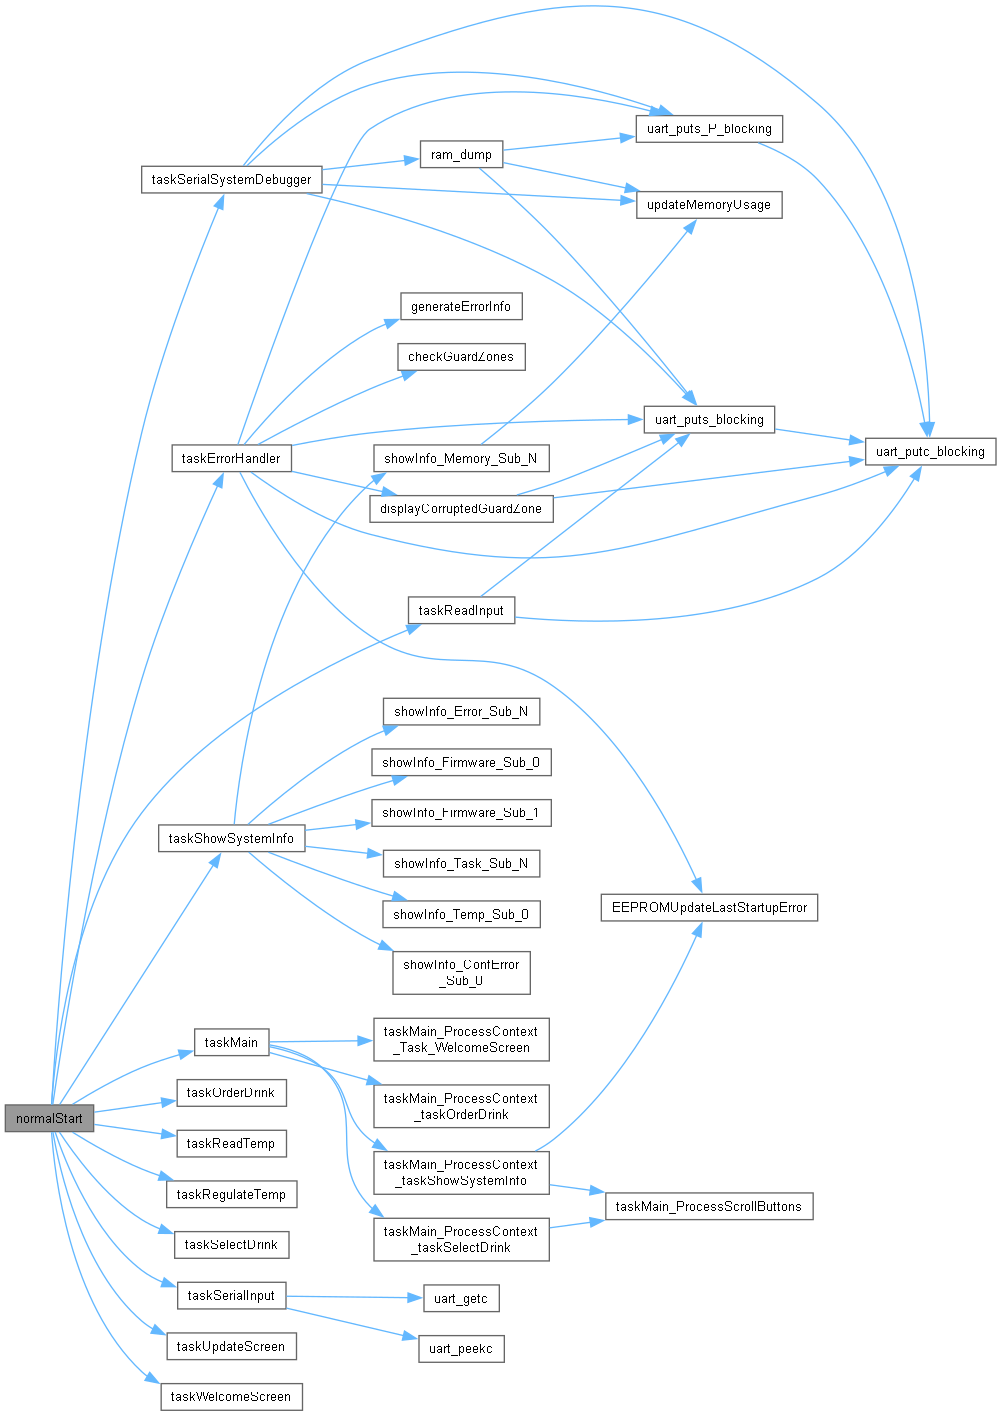 uart_puts_P_blocking
ram_dump
taskSerialSystemDebugger
updateMemoryUsage
generateErrorInfo
checkGuardZones
uart_puts_blocking
taskErrorHandler
showInfo_Memory_Sub_N
uart_putc_blocking
displayCorruptedGuardZone
taskReadInput
showInfo_Error_Sub_N
showInfo_Firmware_Sub_0
showInfo_Firmware_Sub_1
taskShowSystemInfo
showInfo_Task_Sub_N
showInfo_Temp_Sub_0
EEPROMUpdateLastStartupError
showInfo_ConfError
_Sub_0
taskMain
taskMain_ProcessContext
_Task_WelcomeScreen
taskOrderDrink
taskMain_ProcessContext
_taskOrderDrink
normalStart
taskReadTemp
taskMain_ProcessContext
_taskShowSystemInfo
taskRegulateTemp
taskMain_ProcessScrollButtons
taskSelectDrink
taskMain_ProcessContext
_taskSelectDrink
taskSerialInput
uart_getc
taskUpdateScreen
uart_peekc
taskWelcomeScreen